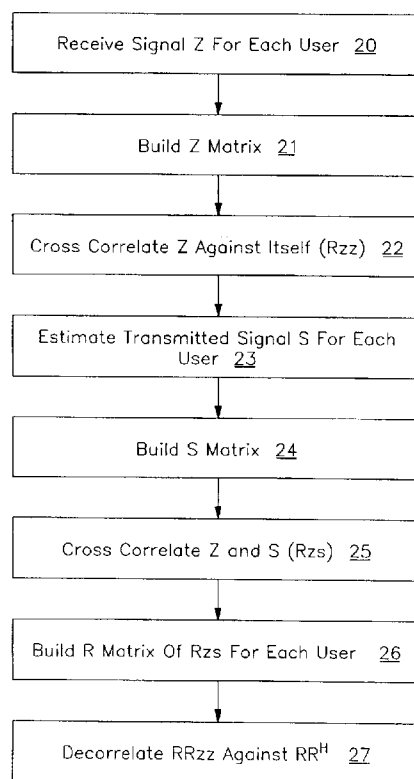 Receive Signal Z For Each User 20
Build Z Matrix 21
Cross Correlate Z Against Itself (Rzz) 22
Estimate Transmitted Signal S For Each
User 23
Build S Matrix 24
Cross Correlate Z and S (Rzs) 25
Build R Matrix Of Rzs For Each User 26
Decorrelate RRzz Against RRᴴ 27